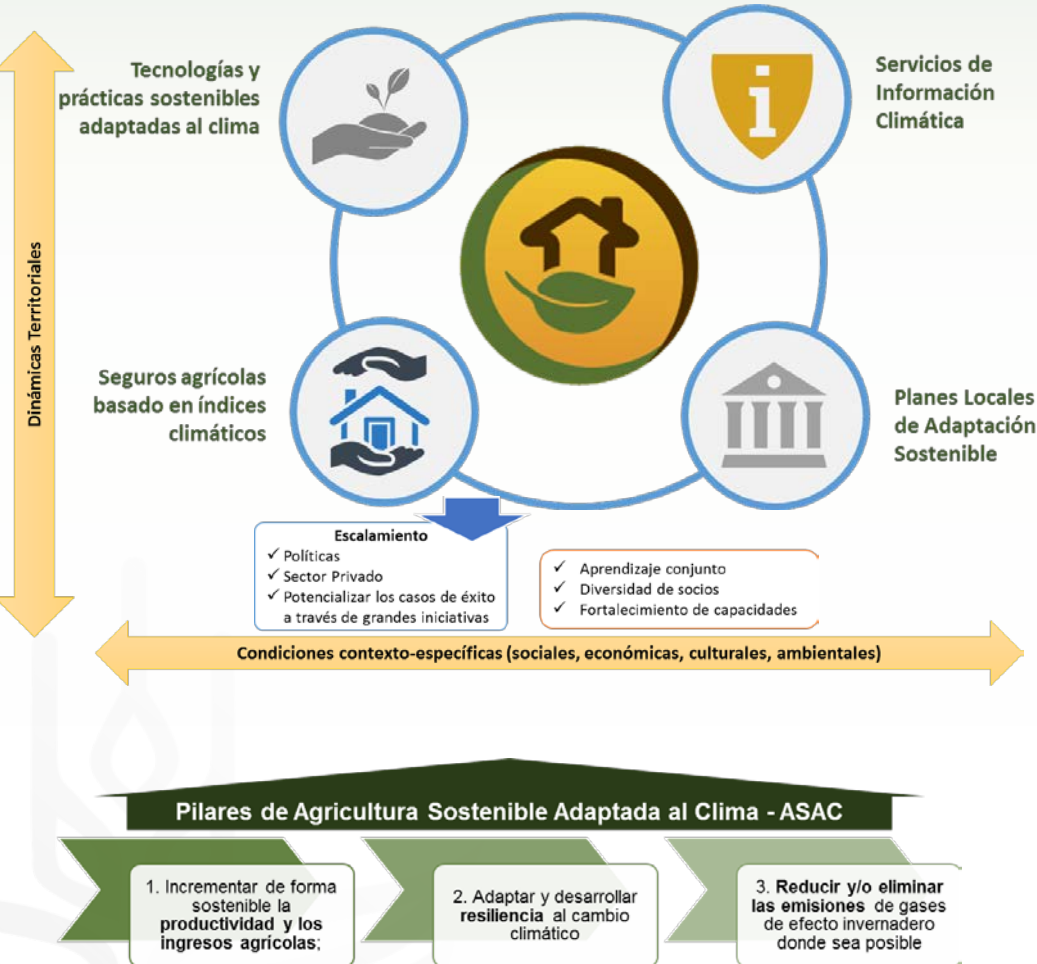 Tecnologías y
prácticas sostenibles
adaptadas al clima
Servicios de
Información
Climática
Dinámicas Territoriales
Seguros agrícolas
basado en índices
climáticos
Planes Locales
de Adaptación
Sostenible
Escalamiento
✓ Políticas
✓ Sector Privado
✓ Potencializar los casos de éxito
a través de grandes iniciativas
✓ Aprendizaje conjunto
✓ Diversidad de socios
✓ Fortalecimiento de capacidades
Condiciones contexto-específicas (sociales, económicas, culturales, ambientales)
Pilares de Agricultura Sostenible Adaptada al Clima - ASAC
1. Incrementar de forma
sostenible la
productividad y los
ingresos agrícolas;
2. Adaptar y desarrollar
resiliencia al cambio
climático
3. Reducir y/o eliminar
las emisiones de gases
de efecto invernadero
donde sea posible